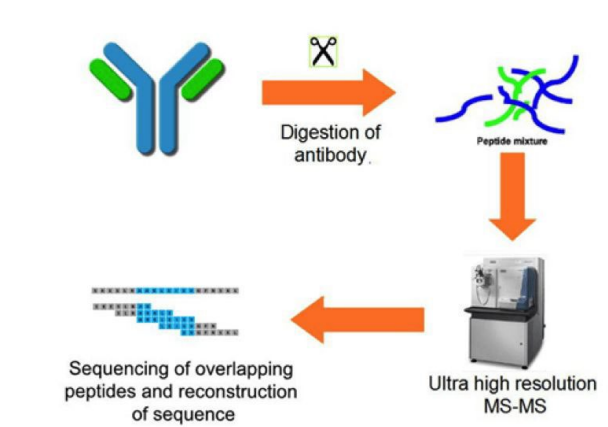 Digestion of
antibody.
Peptide mixture
Ultra high resolution
MS-MS
Sequencing of overlapping
peptides and reconstruction
of sequence